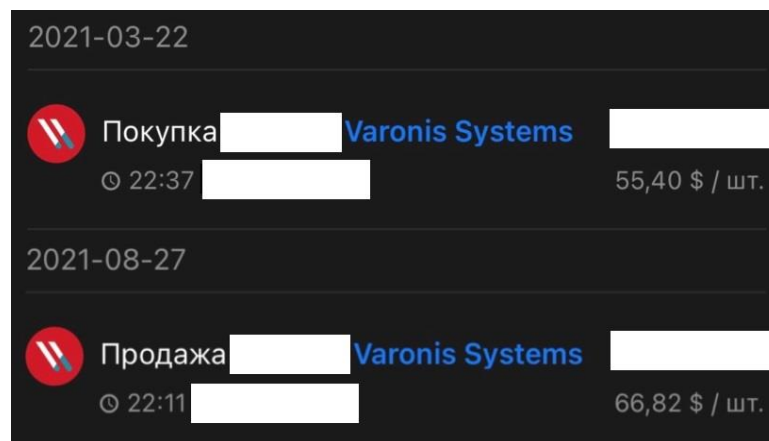 2021-03-22
Покупка Varonis Systems
22:37 55,40 $ / шт.
2021-08-27
Продажа Varonis Systems
22:11 66,82 $ / шт.